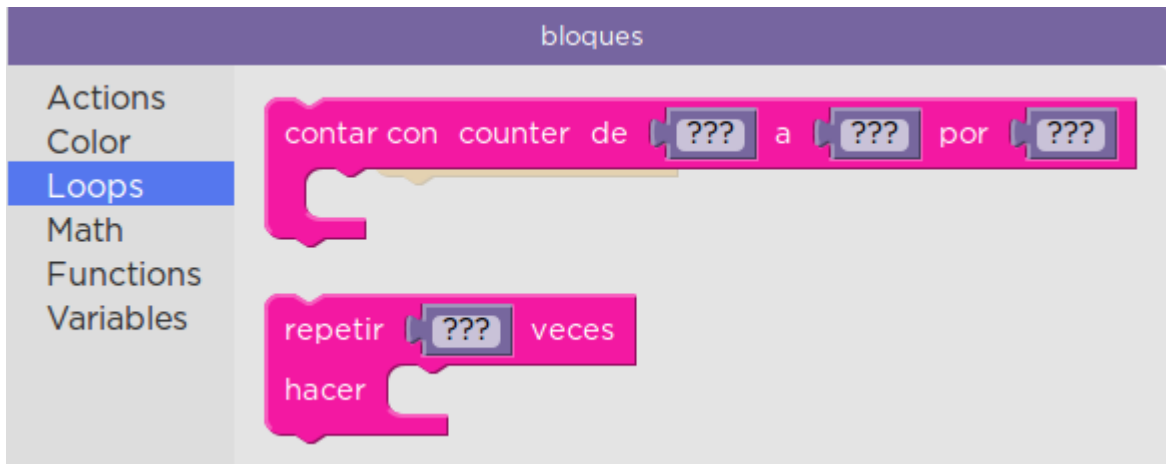 bloques
Actions
Color
Loops
Math
Functions
Variables
contar con counter de ??? a ??? por ???
repetir ??? veces
hacer